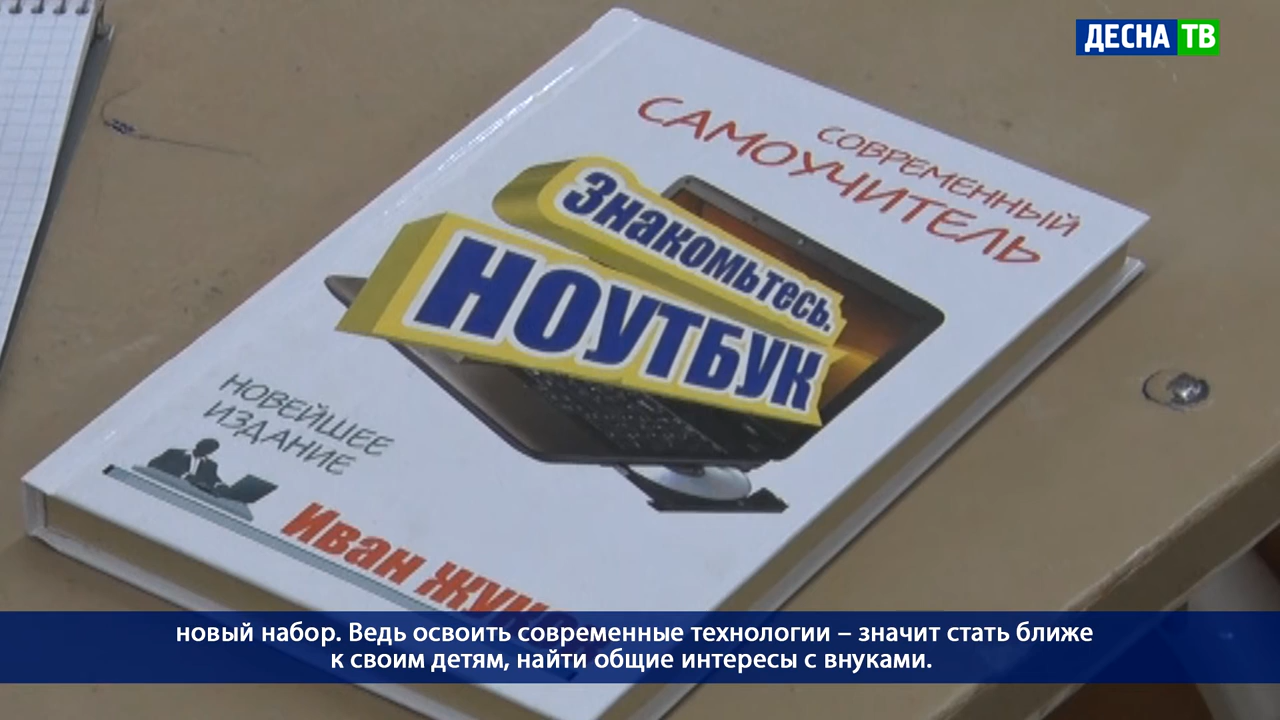 ДЕСНА ТВ
СОВРЕМЕННЫЙ
САМОУЧИТЕЛЬ
Знакомьтесь.
НОУТБУК
НОВЕЙШЕЕ
ИЗДАНИЕ
Иван
новый набор. Ведь освоить современные технологии – значит стать ближе
к своим детям, найти общие интересы с внуками.